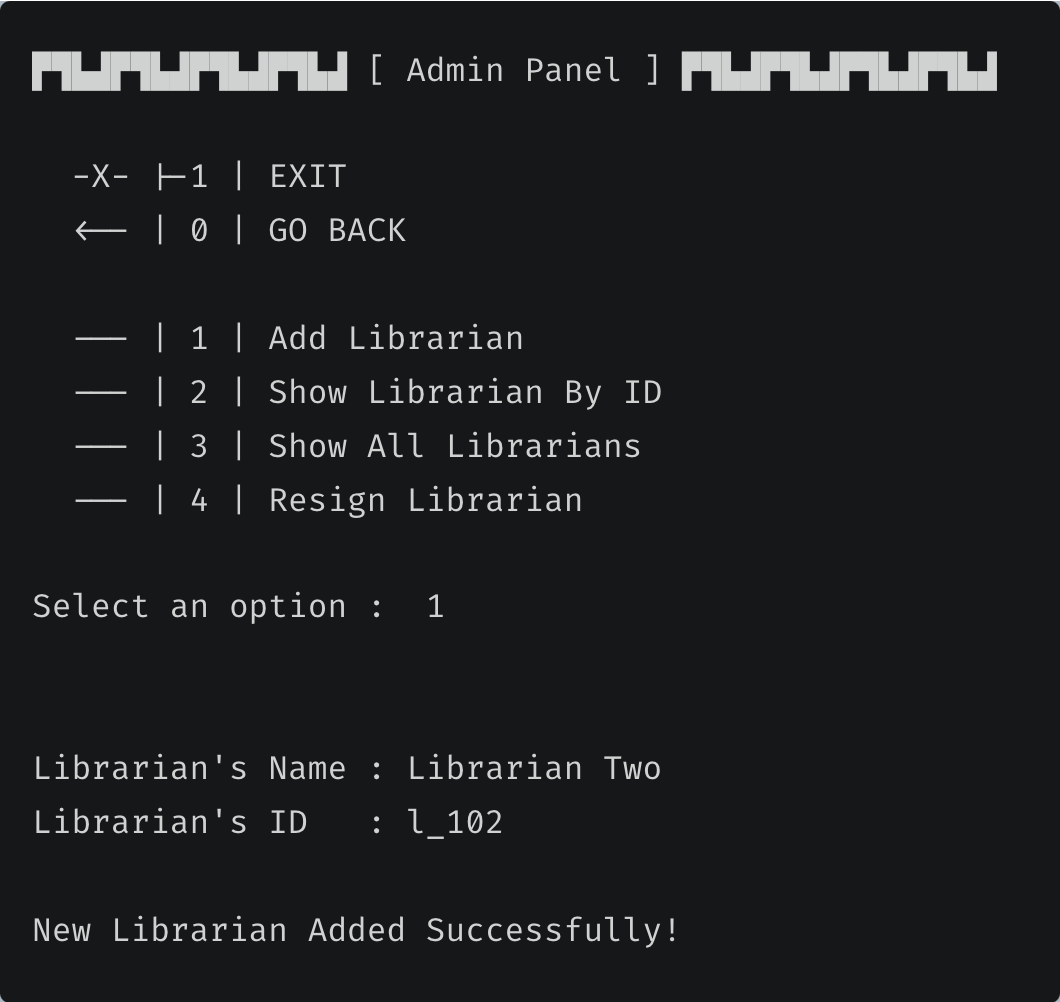 [ Admin Panel ]
-X- |-1 | EXIT
<-- | 0 | GO BACK
--- | 1 | Add Librarian
--- | 2 | Show Librarian By ID
--- | 3 | Show All Librarians
--- | 4 | Resign Librarian
Select an option :  1
Librarian's Name : Librarian Two
Librarian's ID   : l_102
New Librarian Added Successfully!